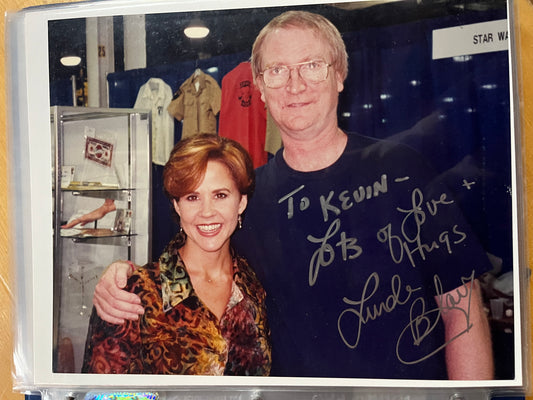 STAR WA
To KEVIN-
Lots of Love +
Hugs
Linda Blair